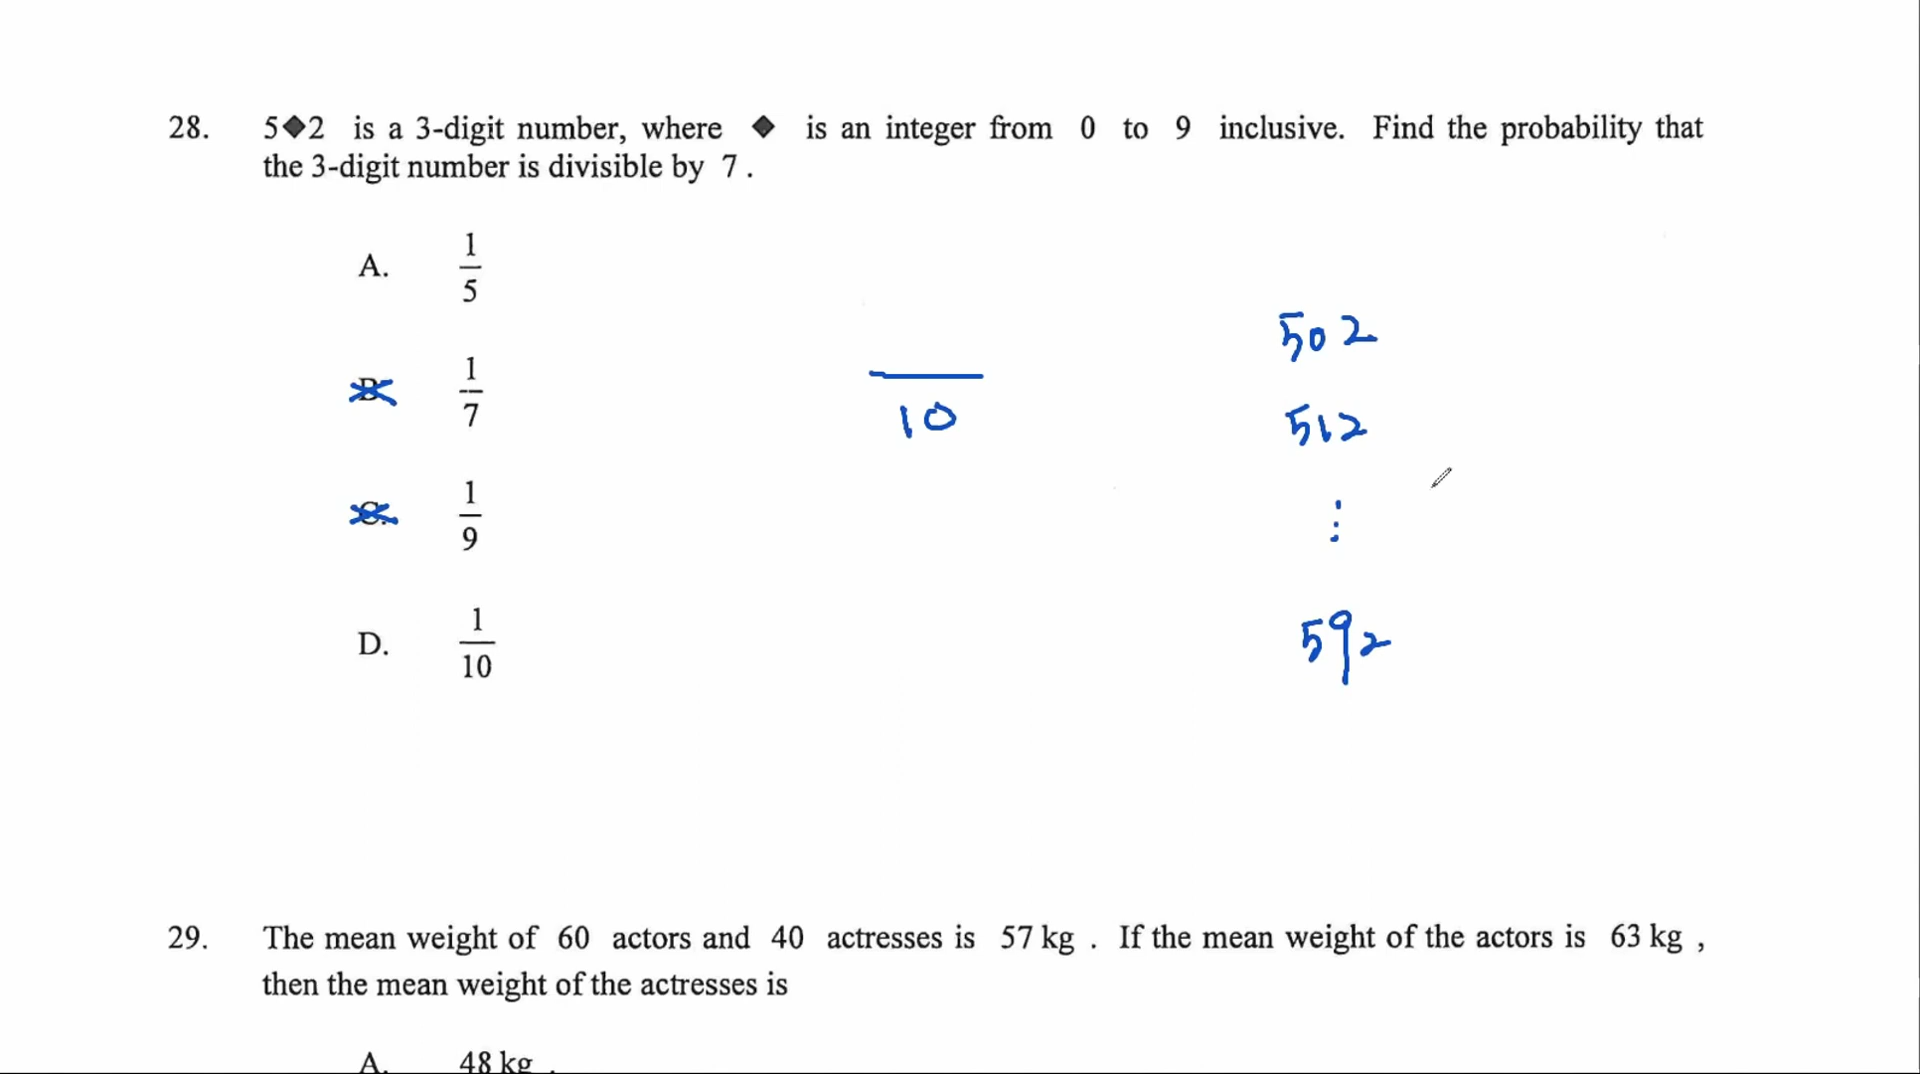 28. 5◆2 is a 3-digit number, where ◆ is an integer from 0 to 9 inclusive. Find the probability that
the 3-digit number is divisible by 7 .
A. 1/5
B. 1/7
C. 1/9
D. 1/10
10
502
512
⋮
592
29. The mean weight of 60 actors and 40 actresses is 57 kg . If the mean weight of the actors is 63 kg ,
then the mean weight of the actresses is
A. 48 kg .